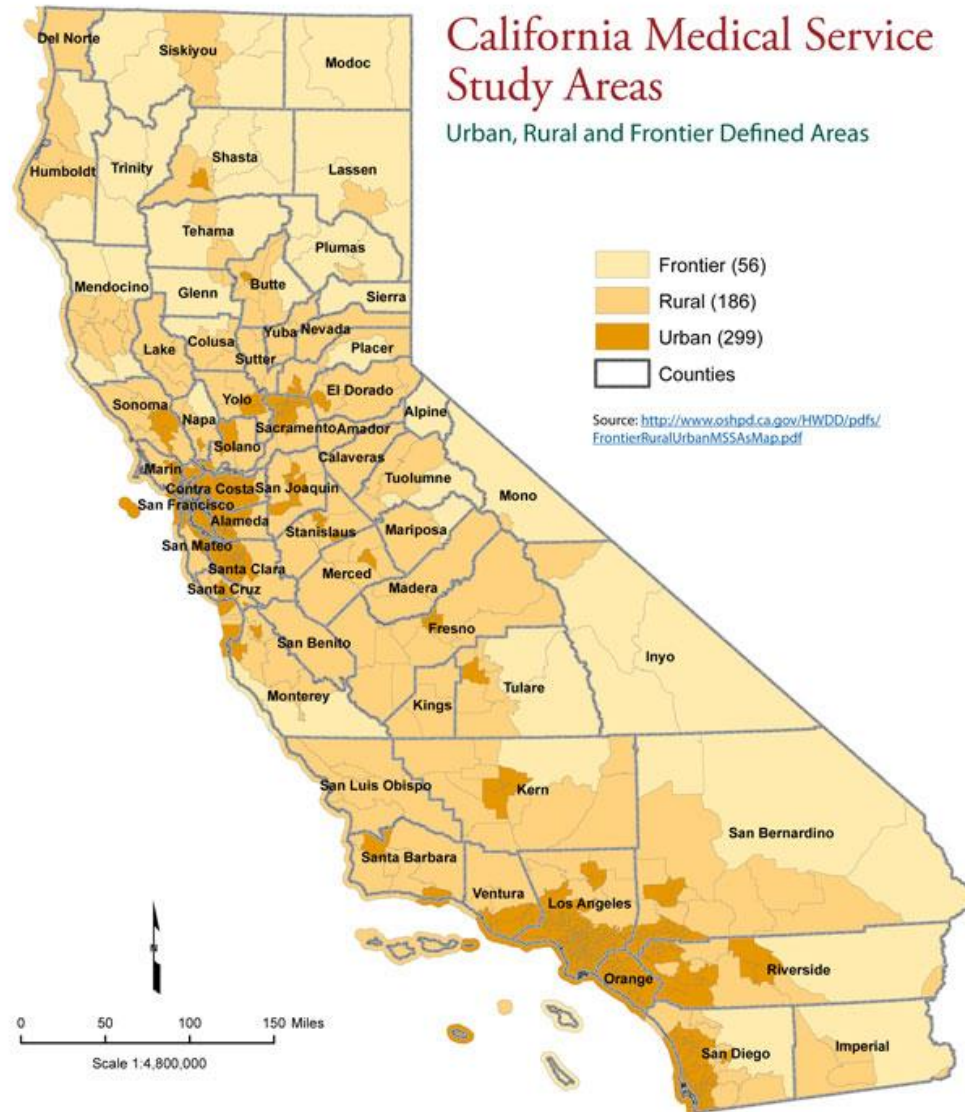 California Medical Service
Study Areas
Urban, Rural and Frontier Defined Areas
Frontier (56)
Rural (186)
Urban (299)
Counties
Source: http://www.oshpd.ca.gov/HWDD/pdfs/
FrontierRuralUrbanMSSAsMap.pdf
Del Norte
Siskiyou
Modoc
Humboldt
Trinity
Shasta
Lassen
Tehama
Plumas
Mendocino
Glenn
Butte
Sierra
Lake
Colusa
Yuba
Nevada
Sutter
Placer
Sonoma
Napa
Yolo
El Dorado
Sacramento
Alpine
Amador
Solano
Marin
Calaveras
Contra Costa
San Joaquin
Tuolumne
San Francisco
Mono
Alameda
Stanislaus
Mariposa
San Mateo
Santa Clara
Merced
Santa Cruz
Madera
Fresno
San Benito
Inyo
Monterey
Kings
Tulare
San Luis Obispo
Kern
San Bernardino
Santa Barbara
Ventura
Los Angeles
Orange
Riverside
San Diego
Imperial
N
0 50 100 150 Miles
Scale 1:4,800,000